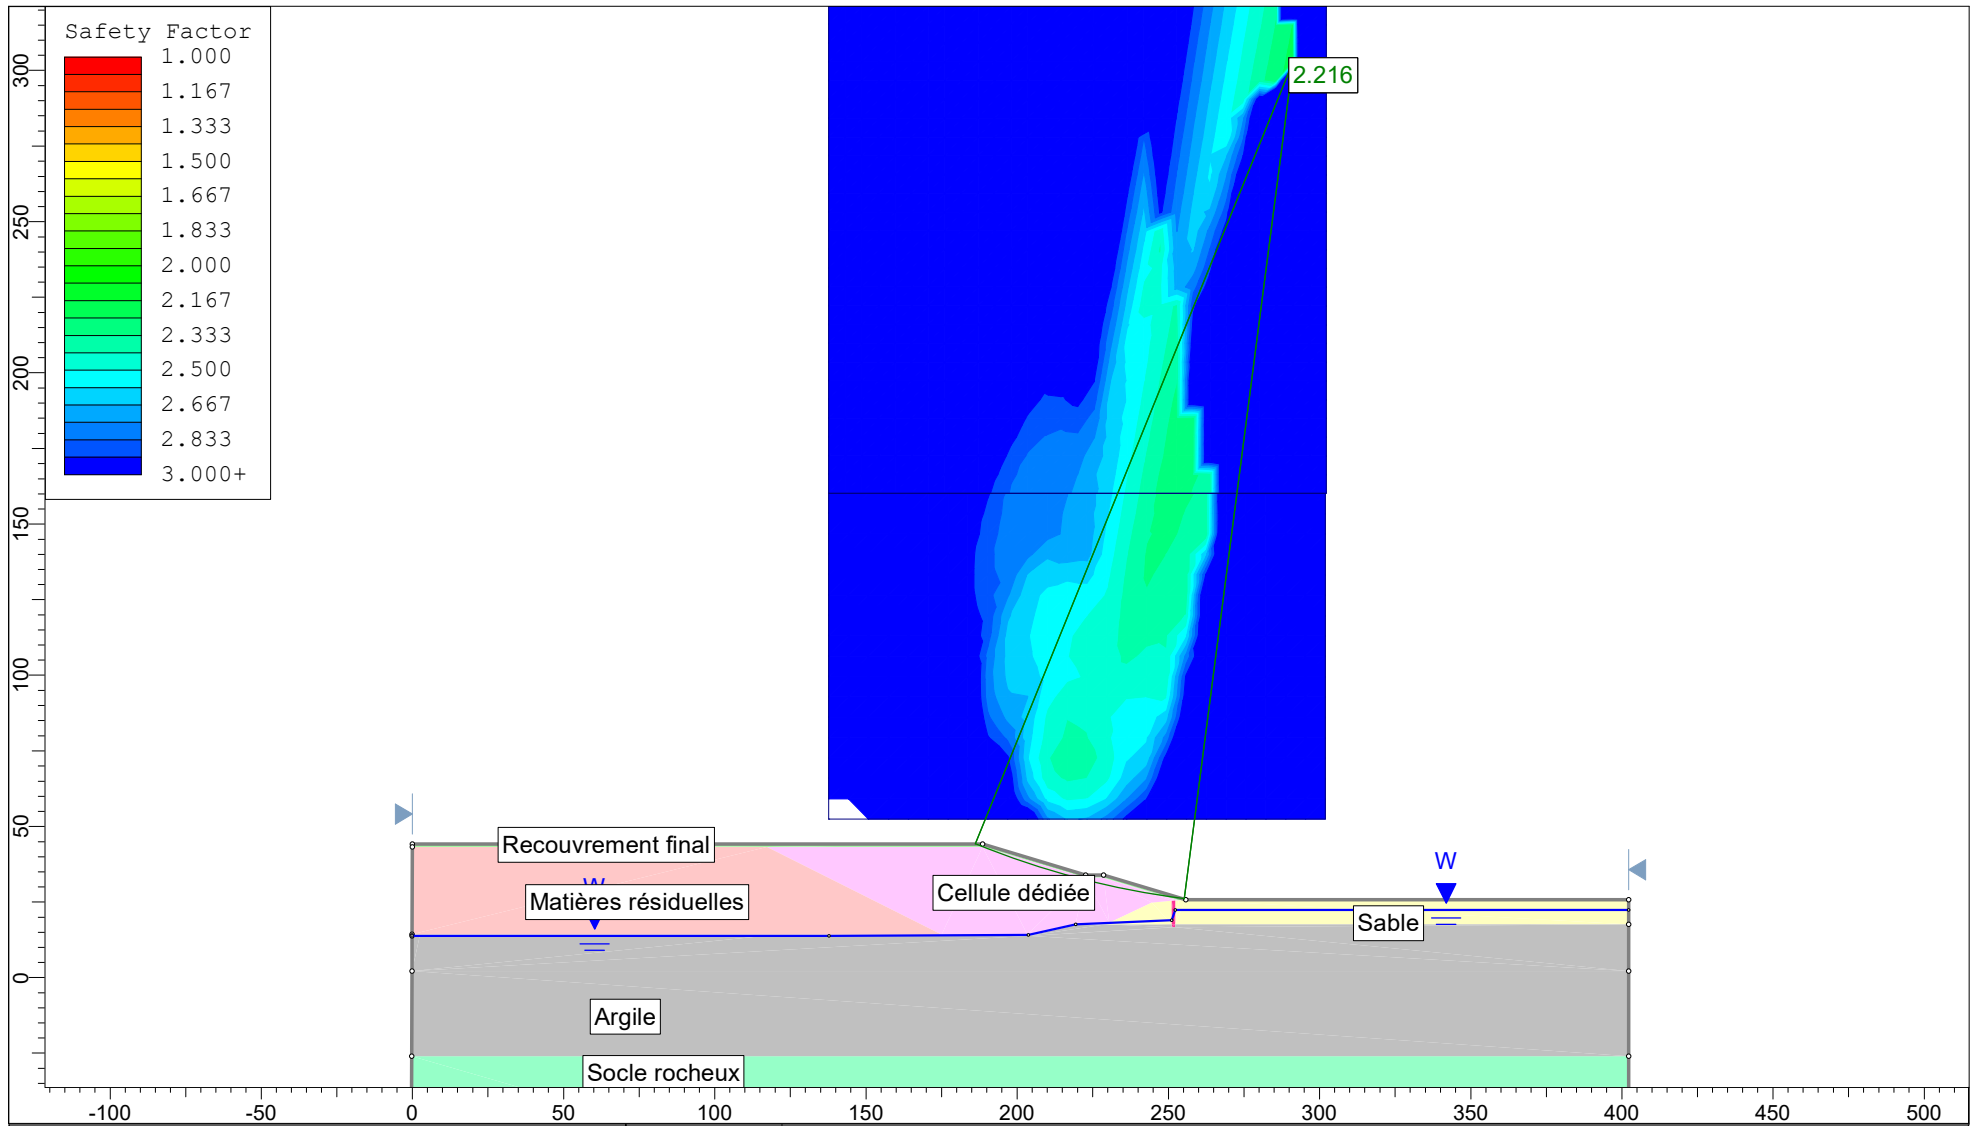 Safety Factor
1.000
1.167
1.333
1.500
1.667
1.833
2.000
2.167
2.333
2.500
2.667
2.833
3.000+
2.216
300
250
200
150
100
50
0
Recouvrement final
W
Matières résiduelles
Cellule dédiée
W
Sable
Argile
Socle rocheux
-100 -50 0 50 100 150 200 250 300 350 400 450 500